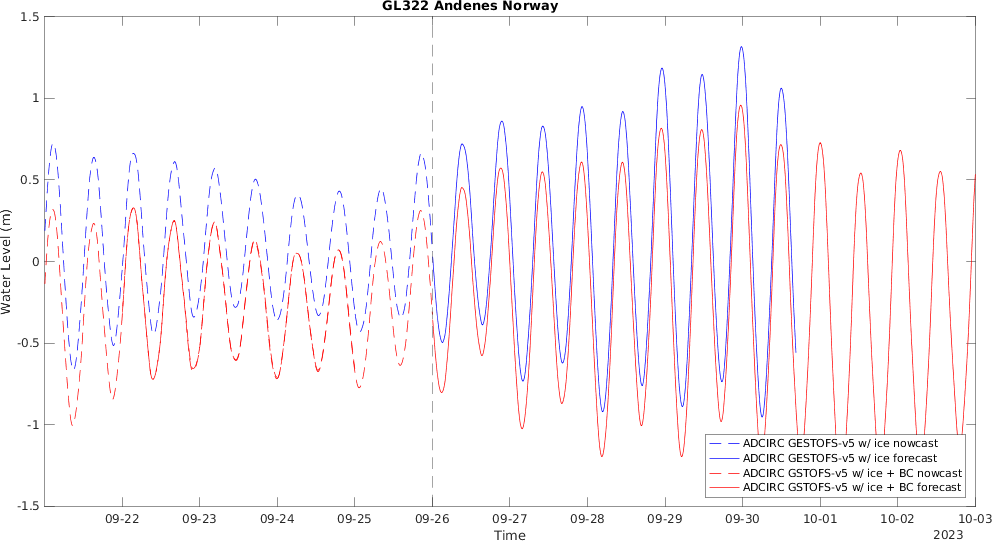 GL322 Andenes Norway
1.5
1
0.5
0
-0.5
-1
-1.5
Water Level (m)
ADCIRC GESTOFS-v5 w/ ice nowcast
ADCIRC GESTOFS-v5 w/ ice forecast
ADCIRC GSTOFS-v5 w/ ice + BC nowcast
ADCIRC GSTOFS-v5 w/ ice + BC forecast
09-22 09-23 09-24 09-25 09-26 09-27 09-28 09-29 09-30 10-01 10-02 10-03
Time
2023